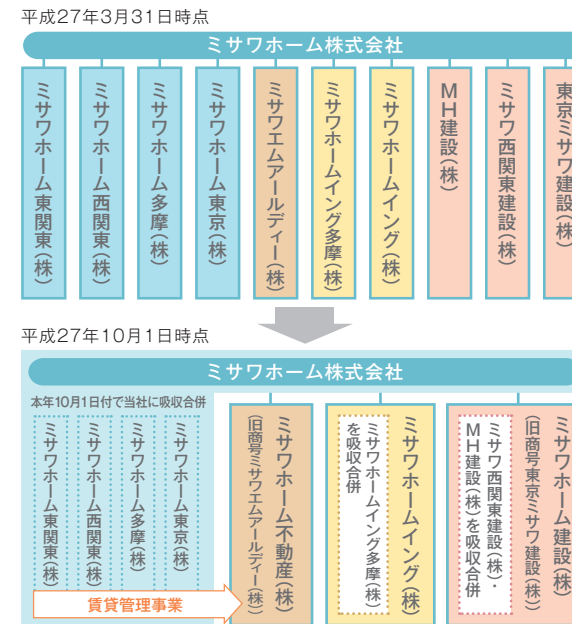 平成27年3月31日時点
ミサワホーム株式会社
ミサワホーム東関東(株)
ミサワホーム西関東(株)
ミサワホーム多摩(株)
ミサワホーム東京(株)
ミサワエムアールディー(株)
ミサワホームイング多摩(株)
ミサワホームイング(株)
MH建設(株)
ミサワ西関東建設(株)
東京ミサワ建設(株)
平成27年10月1日時点
ミサワホーム株式会社
本年10月1日付で当社に吸収合併
ミサワホーム東関東(株)
ミサワホーム西関東(株)
ミサワホーム多摩(株)
ミサワホーム東京(株)
賃貸管理事業
ミサワホーム不動産(株)
(旧商号ミサワエムアールディー(株))
ミサワホームイング(株)
ミサワホームイング多摩(株)
を吸収合併
ミサワホーム建設(株)
(旧商号東京ミサワ建設(株))
ミサワ西関東建設(株)・
MH建設(株)を吸収合併